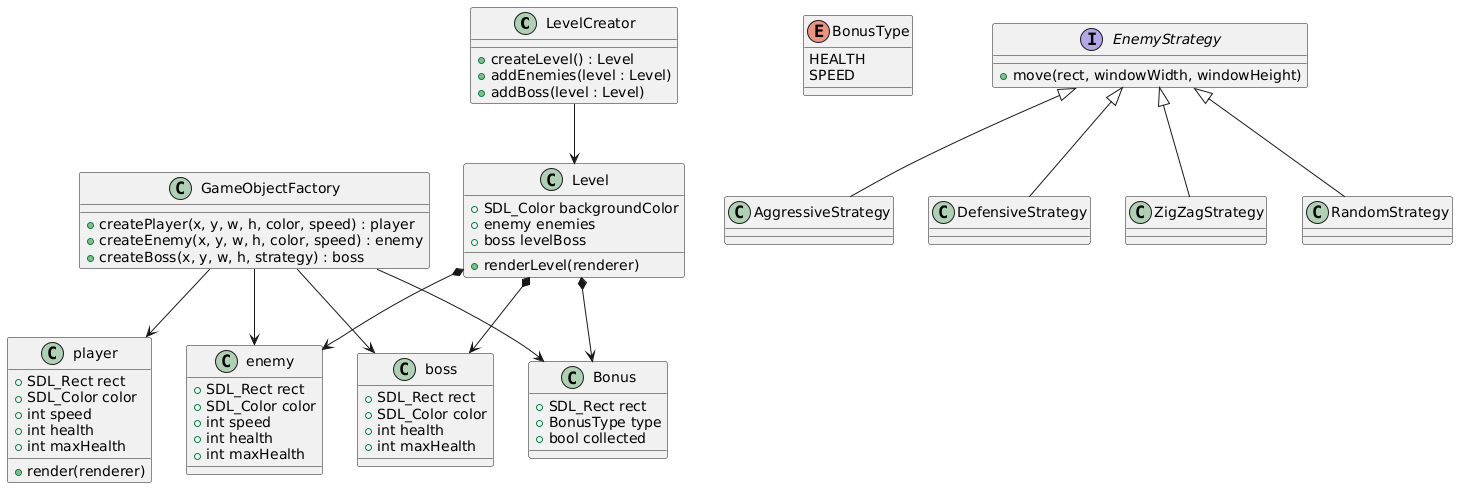 C LevelCreator
createLevel() : Level
addEnemies(level : Level)
addBoss(level : Level)
E BonusType
HEALTH
SPEED
I EnemyStrategy
move(rect, windowWidth, windowHeight)
C GameObjectFactory
createPlayer(x, y, w, h, color, speed) : player
createEnemy(x, y, w, h, color, speed) : enemy
createBoss(x, y, w, h, strategy) : boss
C Level
SDL_Color backgroundColor
enemy enemies
boss levelBoss
renderLevel(renderer)
C AggressiveStrategy
C DefensiveStrategy
C ZigZagStrategy
C RandomStrategy
C player
SDL_Rect rect
SDL_Color color
int speed
int health
int maxHealth
render(renderer)
C enemy
SDL_Rect rect
SDL_Color color
int speed
int health
int maxHealth
C boss
SDL_Rect rect
SDL_Color color
int health
int maxHealth
C Bonus
SDL_Rect rect
BonusType type
bool collected